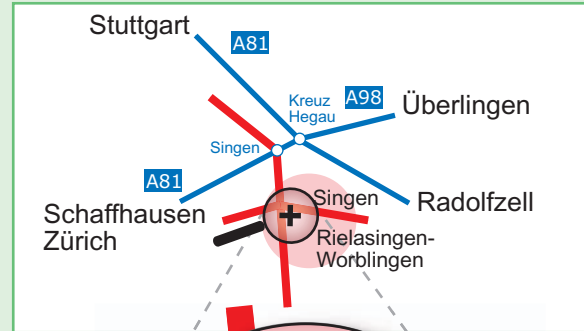 Stuttgart
A81
Kreuz
Hegau
A98
Überlingen
Singen
A81
Schaffhausen
Zürich
Singen
Radolfzell
Rielasingen-
Worblingen